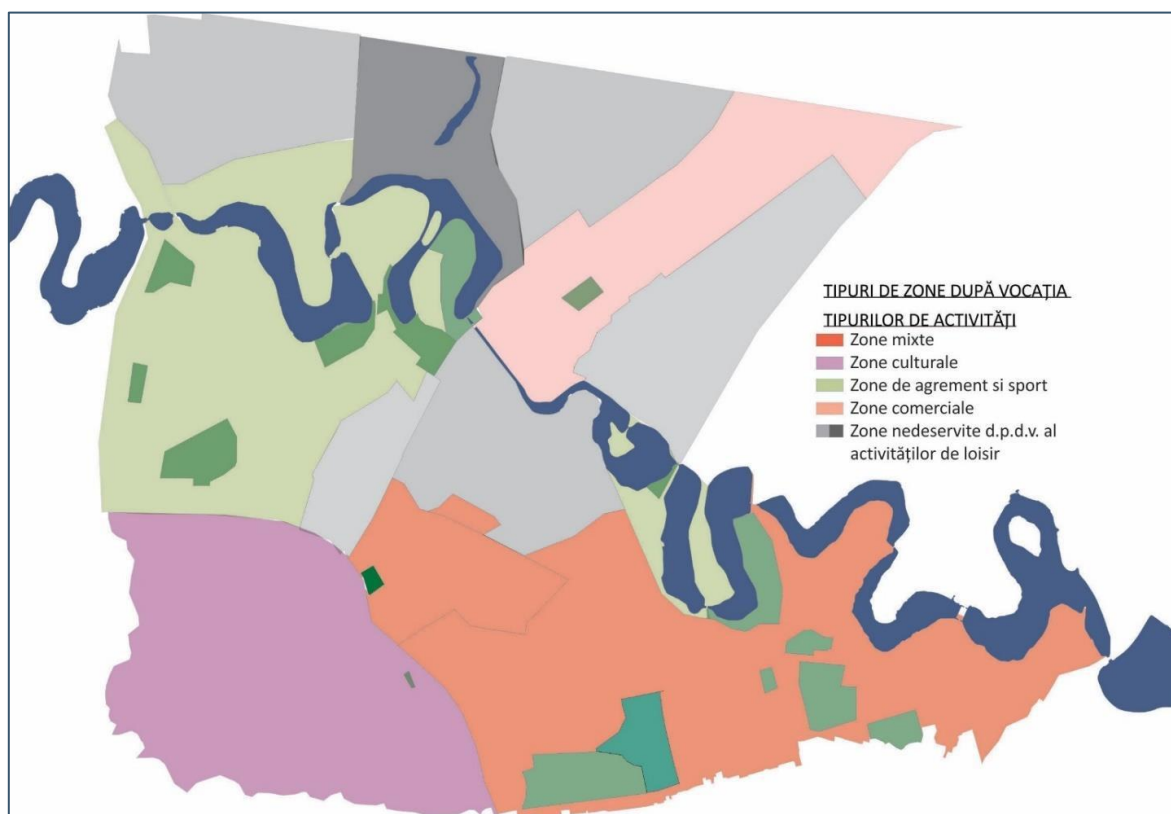 TIPURI DE ZONE DUPĂ VOCAȚIA
TIPURILOR DE ACTIVITĂȚI
Zone mixte
Zone culturale
Zone de agrement si sport
Zone comerciale
Zone nedeservite d.p.d.v. al
activităților de loisir